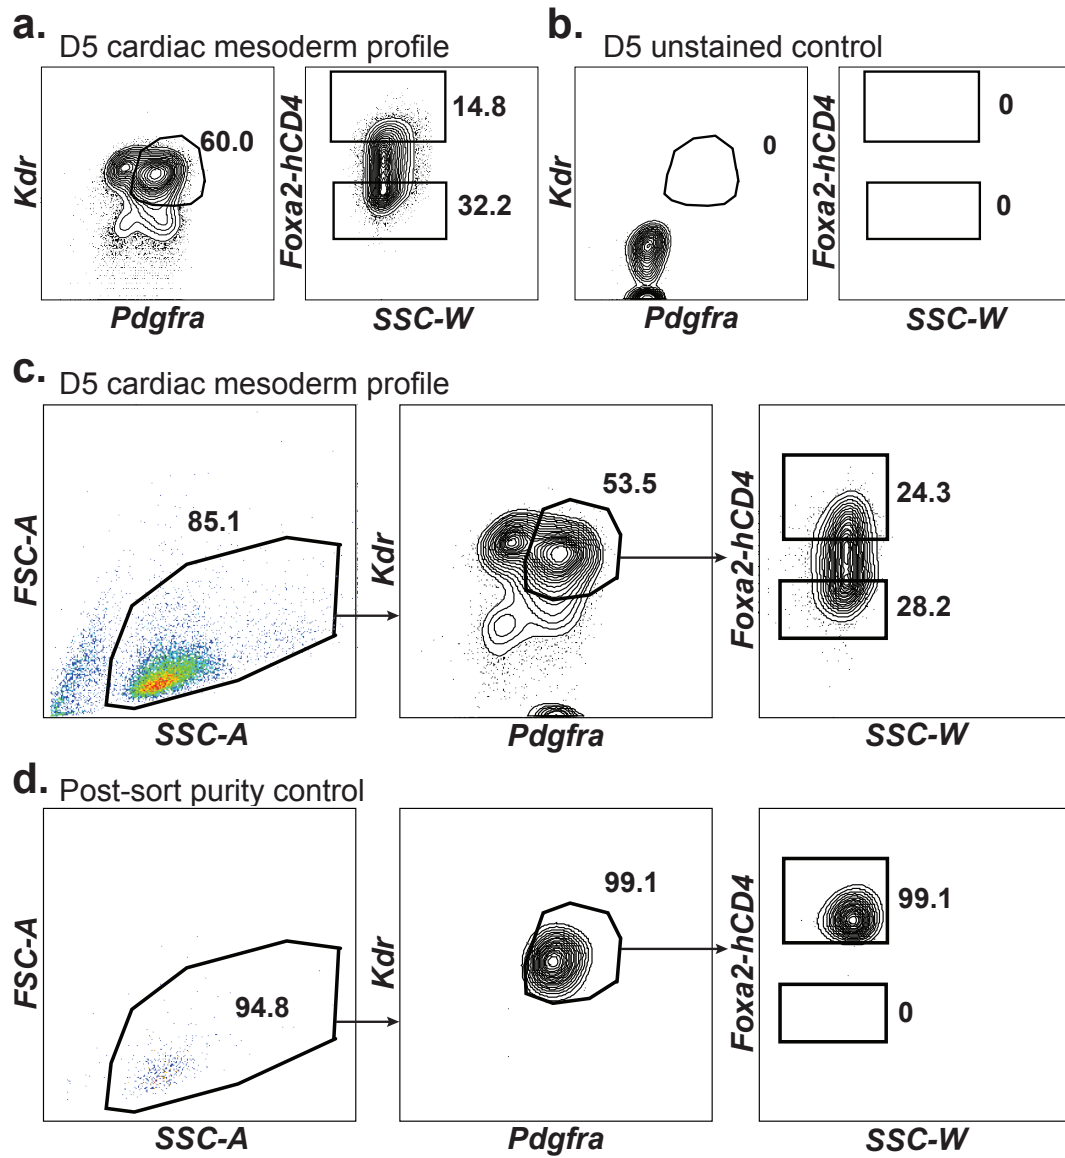 a. D5 cardiac mesoderm profile
Kdr
60.0
Pdgfra
Foxa2-hCD4
14.8
32.2
SSC-W
b. D5 unstained control
Kdr
0
Pdgfra
Foxa2-hCD4
0
0
SSC-W
c. D5 cardiac mesoderm profile
FSC-A
85.1
SSC-A
Kdr
53.5
Pdgfra
Foxa2-hCD4
24.3
28.2
SSC-W
d. Post-sort purity control
FSC-A
94.8
SSC-A
Kdr
99.1
Pdgfra
Foxa2-hCD4
99.1
0
SSC-W